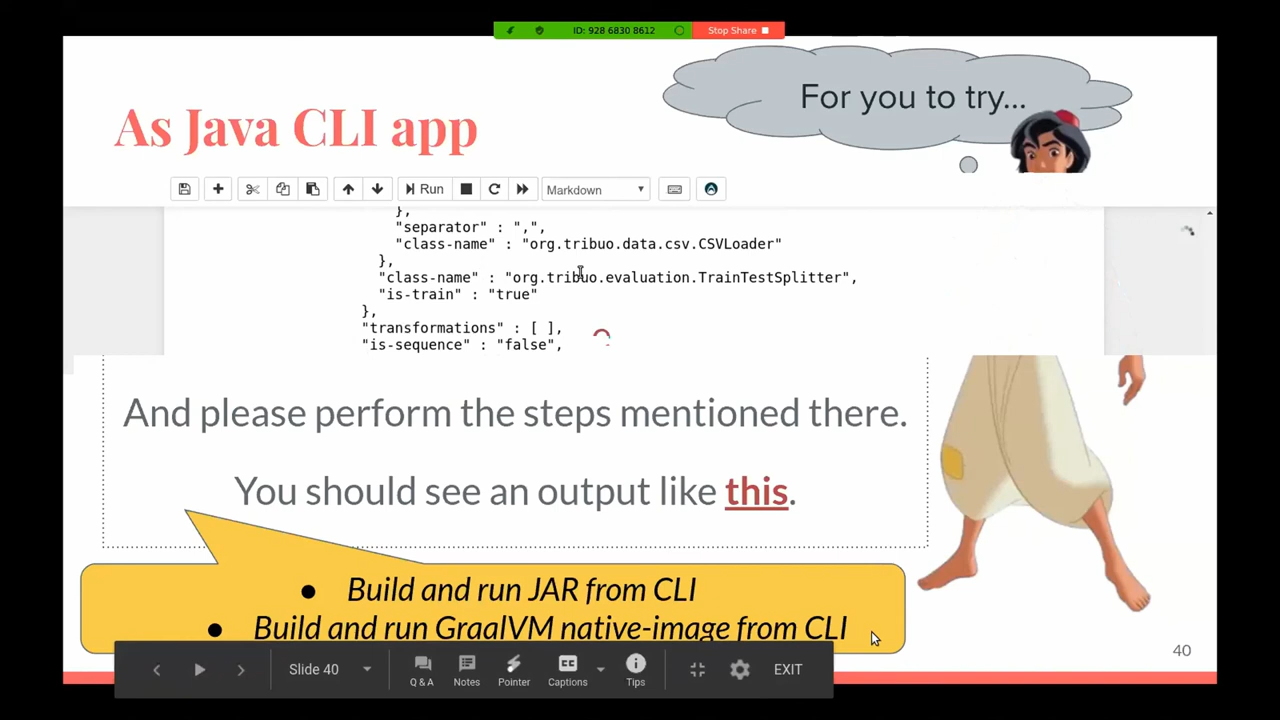 ID: 928 6830 8612
Stop Share
For you to try...
As Java CLI app
Run
Markdown
},
"separator" : ",",
"class-name" : "org.tribuo.data.csv.CSVLoader"
},
"class-name" : "org.tribuo.evaluation.TrainTestSplitter",
"is-train" : "true"
},
"transformations" : [ ],
"is-sequence" : "false",
And please perform the steps mentioned there.
You should see an output like this.
● Build and run JAR from CLI
● Build and run GraalVM native-image from CLI
40
Slide 40
Q & A
Notes
Pointer
CC
Captions
Tips
EXIT